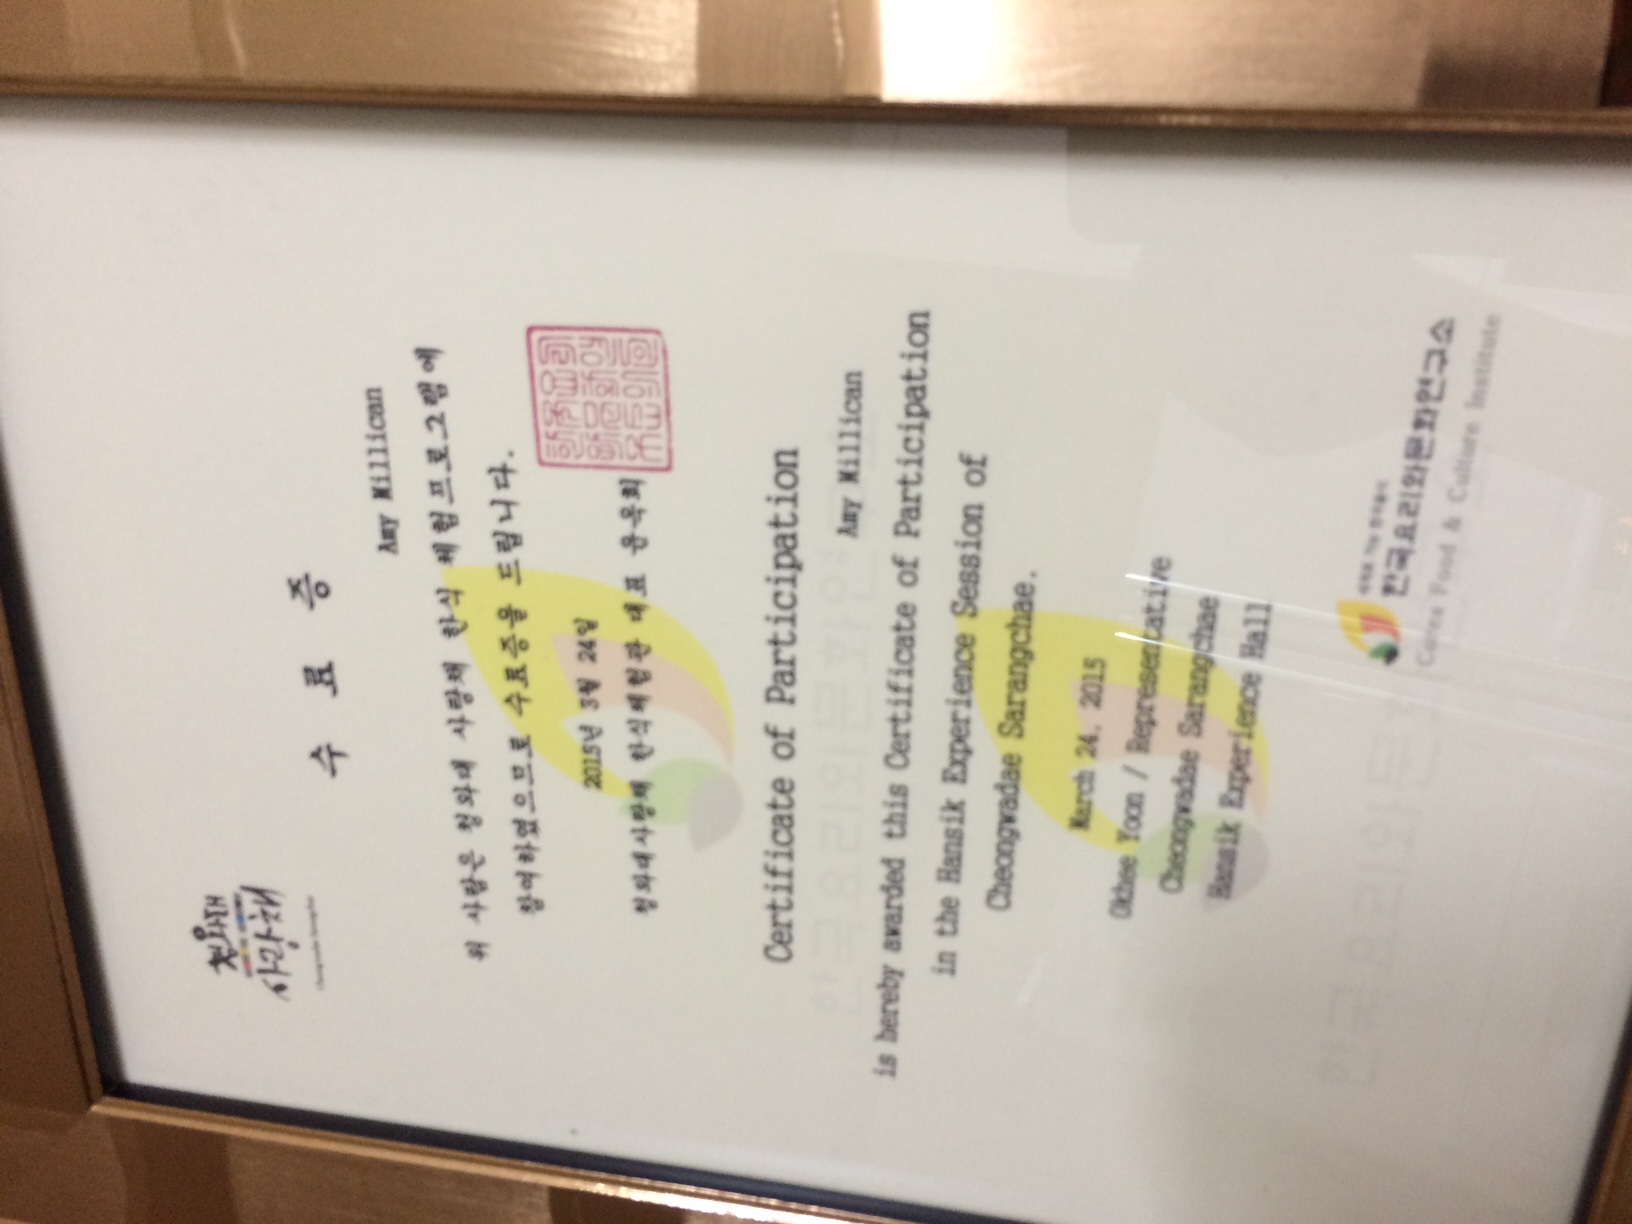 청와대
사랑채
Cheongwadae Sarangchae
수 료 증
Amy Millican
위 사람은 청와대 사랑채 한식 체험프로그램에
참여하였으므로 수료증을 드립니다.
2015년 3월 24일
청와대사랑채 한식체험관 대표 윤옥희
Certificate of Participation
Amy Millican
is hereby awarded this Certificate of Participation
in the Hansik Experience Session of
Cheongwadae Sarangchae.
March 24, 2015
Okhee Yoon / Representative
Cheongwadae Sarangchae
Hansik Experience Hall
한국요리와문화연구소
Corea Food & Culture Institute